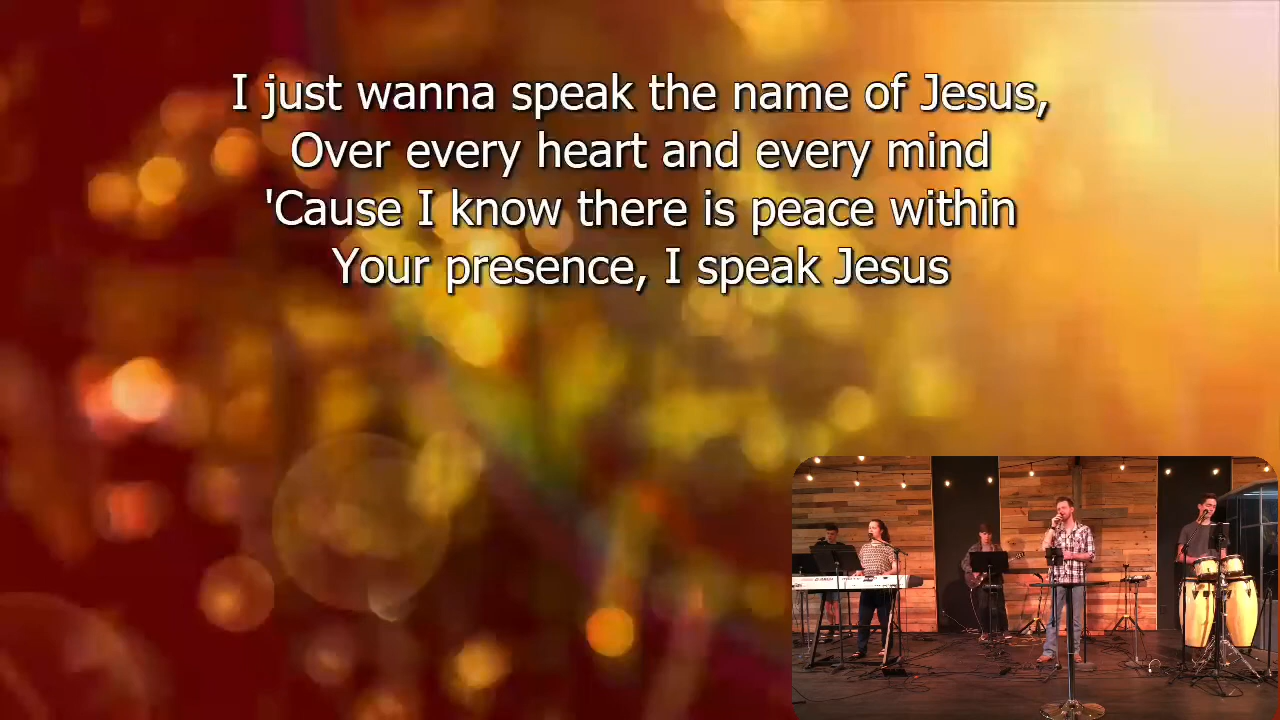 I just wanna speak the name of Jesus,
Over every heart and every mind
'Cause I know there is peace within
Your presence, I speak Jesus